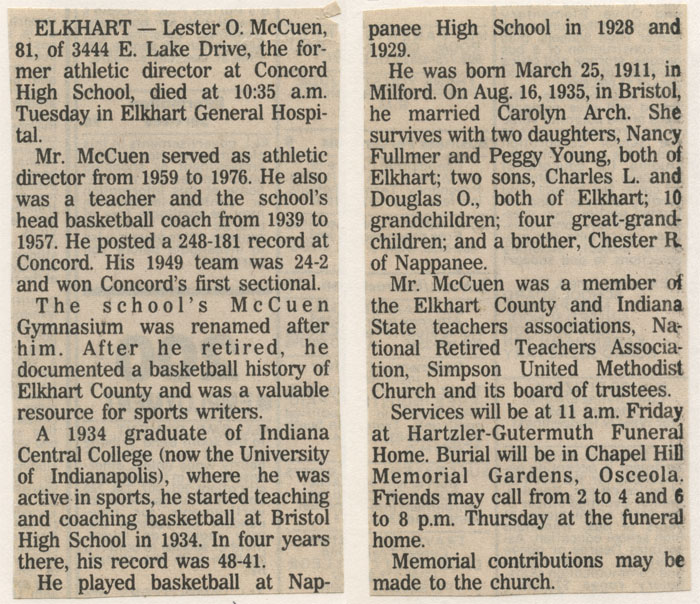 ELKHART — Lester O. McCuen,
81, of 3444 E. Lake Drive, the for-
mer athletic director at Concord
High School, died at 10:35 a.m.
Tuesday in Elkhart General Hospi-
tal.
Mr. McCuen served as athletic
director from 1959 to 1976. He also
was a teacher and the school's
head basketball coach from 1939 to
1957. He posted a 248-181 record at
Concord. His 1949 team was 24-2
and won Concord's first sectional.
The school's McCuen
Gymnasium was renamed after
him. After he retired, he
documented a basketball history of
Elkhart County and was a valuable
resource for sports writers.
A 1934 graduate of Indiana
Central College (now the University
of Indianapolis), where he was
active in sports, he started teaching
and coaching basketball at Bristol
High School in 1934. In four years
there, his record was 48-41.
He played basketball at Nap-
panee High School in 1928 and
1929.
He was born March 25, 1911, in
Milford. On Aug. 16, 1935, in Bristol,
he married Carolyn Arch. She
survives with two daughters, Nancy
Fullmer and Peggy Young, both of
Elkhart; two sons, Charles L. and
Douglas O., both of Elkhart; 10
grandchildren; four great-grand-
children; and a brother, Chester R.
of Nappanee.
Mr. McCuen was a member of
the Elkhart County and Indiana
State teachers associations, Na-
tional Retired Teachers Associa-
tion, Simpson United Methodist
Church and its board of trustees.
Services will be at 11 a.m. Friday
at Hartzler-Gutermuth Funeral
Home. Burial will be in Chapel Hill
Memorial Gardens, Osceola.
Friends may call from 2 to 4 and 6
to 8 p.m. Thursday at the funeral
home.
Memorial contributions may be
made to the church.